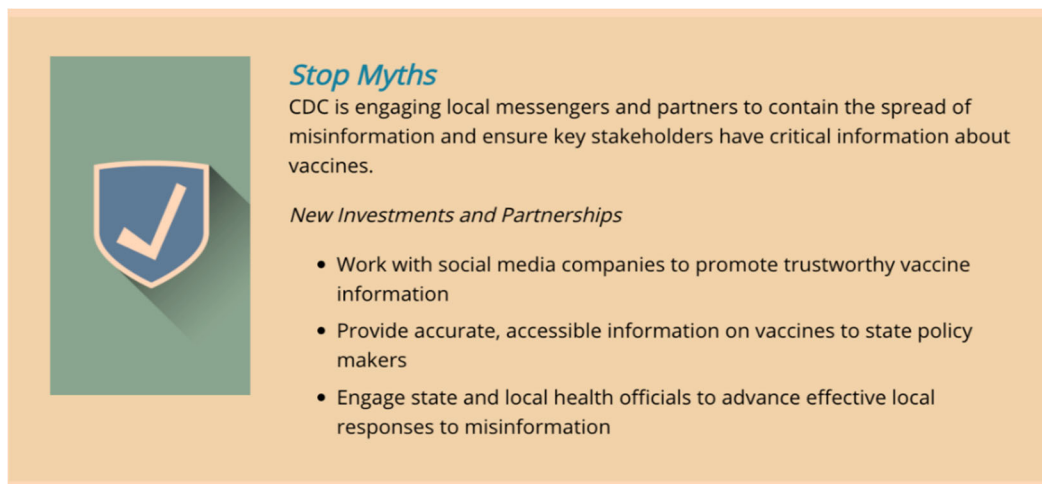 Stop Myths
CDC is engaging local messengers and partners to contain the spread of
misinformation and ensure key stakeholders have critical information about
vaccines.
New Investments and Partnerships
• Work with social media companies to promote trustworthy vaccine
information
• Provide accurate, accessible information on vaccines to state policy
makers
• Engage state and local health officials to advance effective local
responses to misinformation